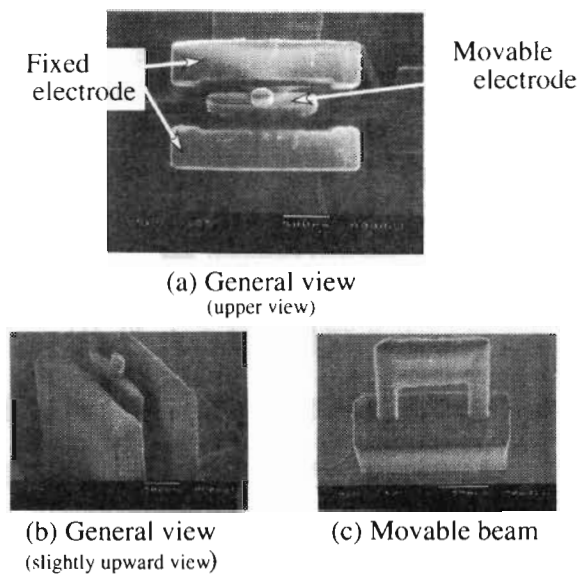 Fixed
electrode
Movable
electrode
(a) General view
(upper view)
(b) General view
(slightly upward view)
(c) Movable beam